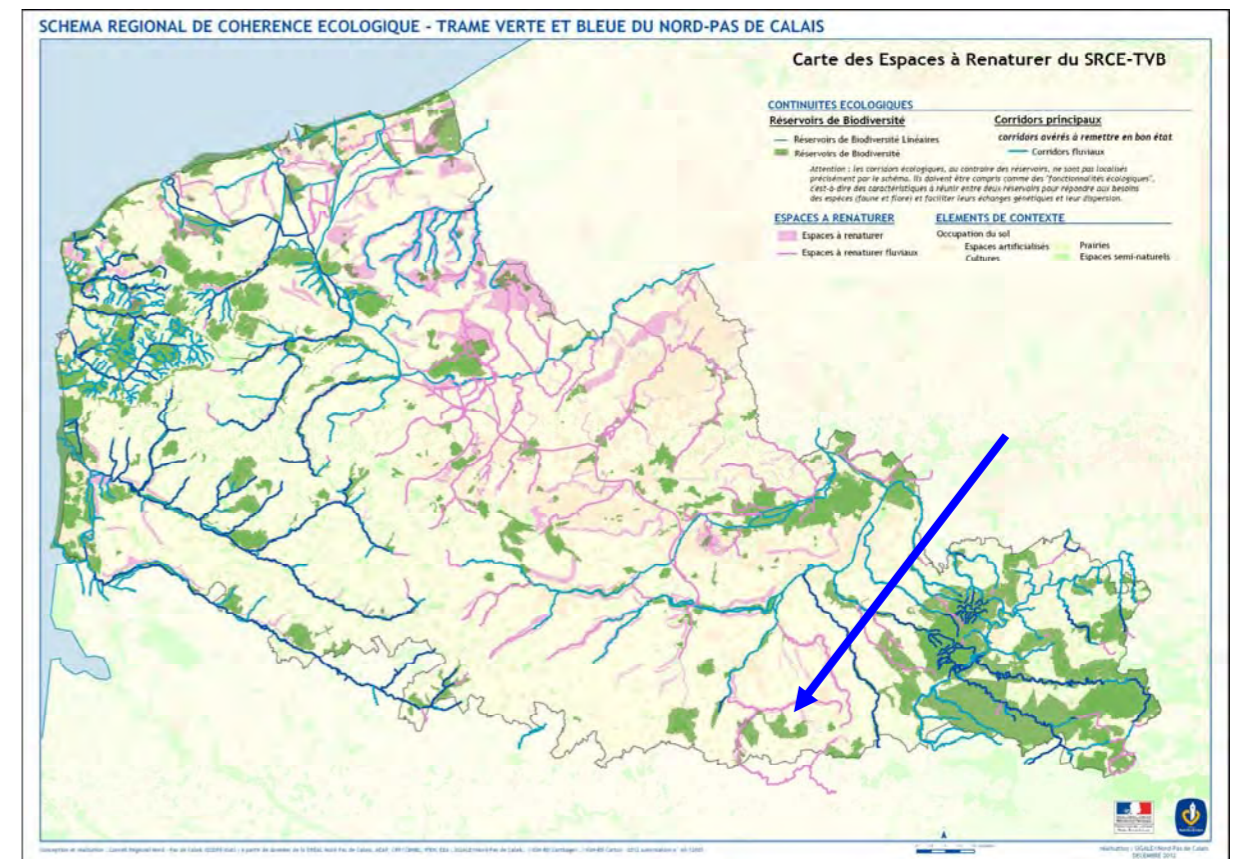 SCHEMA REGIONAL DE COHERENCE ECOLOGIQUE - TRAME VERTE ET BLEUE DU NORD-PAS DE CALAIS
Carte des Espaces à Renaturer du SRCE-TVB
CONTINUITES ECOLOGIQUES
Réservoirs de Biodiversité
Réservoirs de Biodiversité Linéaires
Réservoirs de Biodiversité
Corridors principaux
corridors avérés à remettre en bon état
Corridors fluviaux
Attention : les corridors écologiques, au contraire des réservoirs, ne sont pas localisés
précisément par le schéma. Ils doivent être compris comme des "fonctionnalités écologiques",
c'est-à-dire des caractéristiques à réunir entre deux réservoirs pour répondre aux besoins
des espèces (faune et flore) et faciliter leurs échanges génétiques et leur dispersion.
ESPACES A RENATURER
Espaces à renaturer
Espaces à renaturer fluviaux
ELEMENTS DE CONTEXTE
Occupation du sol
Espaces artificialisés
Cultures
Prairies
Espaces semi-naturels
DECEMBRE 2012